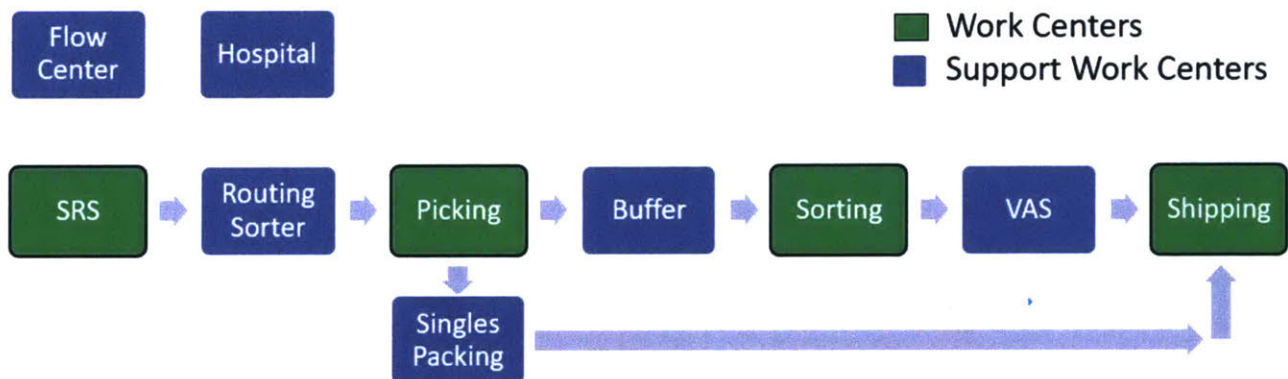 Flow
Center
Hospital
Work Centers
Support Work Centers
SRS
Routing
Sorter
Picking
Buffer
Sorting
VAS
Shipping
Singles
Packing